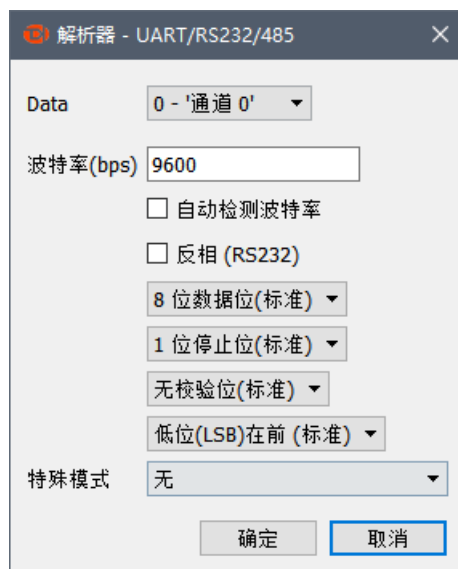 解析器 - UART/RS232/485
Data 0 - '通道 0'
波特率(bps) 9600
自动检测波特率
反相 (RS232)
8 位数据位(标准)
1 位停止位(标准)
无校验位(标准)
低位(LSB)在前 (标准)
特殊模式 无
确定 取消